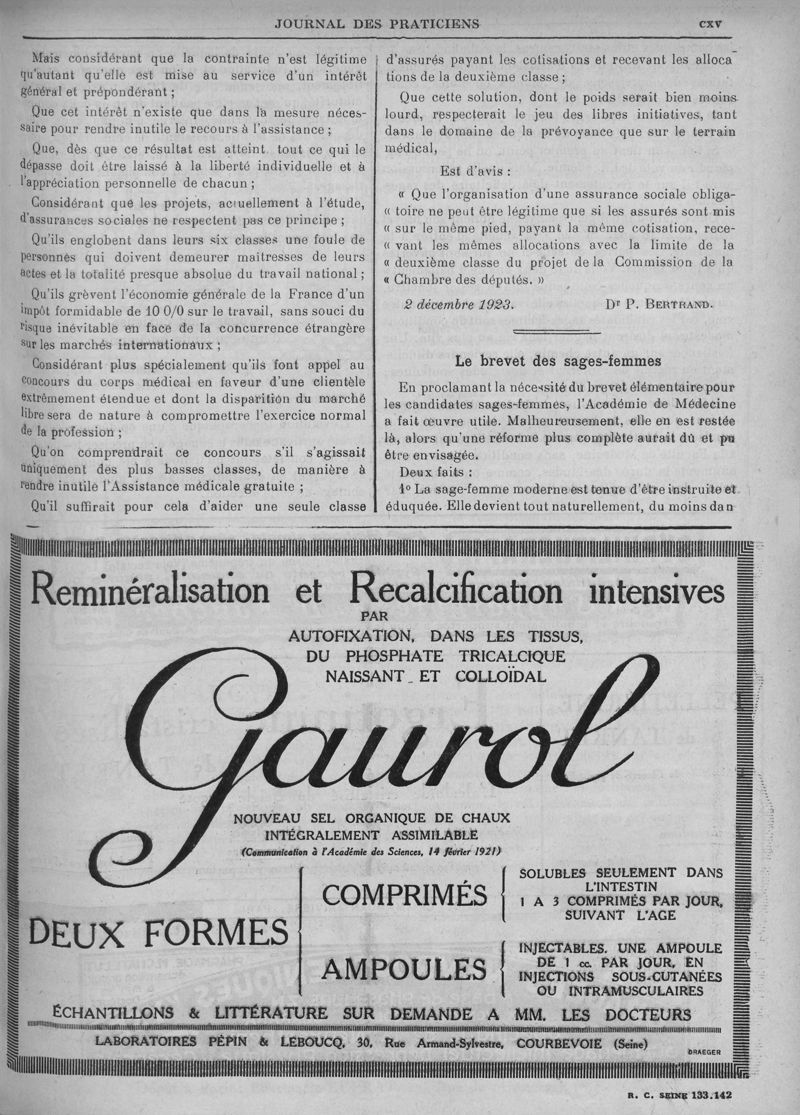 JOURNAL DES PRATICIENS
CXV
Mais considérant que la contrainte n'est légitime
qu'autant qu'elle est mise au service d'un intérêt
général et prépondérant ;
Que cet intérêt n'existe que dans la mesure néces-
saire pour rendre inutile le recours à l'assistance ;
Que, dès que ce résultat est atteint, tout ce qui le
dépasse doit être laissé à la liberté individuelle et à
l'appréciation personnelle de chacun ;
Considérant que les projets, actuellement à l'étude,
d'assurances sociales ne respectent pas ce principe ;
Qu'ils englobent dans leurs six classes une foule de
personnes qui doivent demeurer maitresses de leurs
actes et la totalité presque absolue du travail national ;
Qu'ils grèvent l'économie générale de la France d'un
impôt formidable de 10 0/0 sur le travail, sans souci du
risque inévitable en face de la concurrence étrangère
sur les marchés internationaux ;
Considérant plus spécialement qu'ils font appel au
concours du corps médical en faveur d'une clientèle
extrêmement étendue et dont la disparition du marché
libre sera de nature à compromettre l'exercice normal
de la profession ;
Qu'on comprendrait ce concours s'il s'agissait
uniquement des plus basses classes, de manière à
rendre inutile l'Assistance médicale gratuite ;
Qu'il suffirait pour cela d'aider une seule classe
d'assurés payant les cotisations et recevant les alloca
tions de la deuxième classe ;
Que cette solution, dont le poids serait bien moins
lourd, respecterait le jeu des libres initiatives, tant
dans le domaine de la prévoyance que sur le terrain
médical,
Est d'avis :
« Que l'organisation d'une assurance sociale obliga-
« toire ne peut être légitime que si les assurés sont mis
« sur le même pied, payant la même cotisation, rece-
« vant les mêmes allocations avec la limite de la
« deuxième classe du projet de la Commission de la
« Chambre des députés. »
2 décembre 1923. Dr P. BERTRAND.
Le brevet des sages-femmes
En proclamant la nécessité du brevet élémentaire pour
les candidates sages-femmes, l'Académie de Médecine
a fait œuvre utile. Malheureusement, elle en est restée
là, alors qu'une réforme plus complète aurait dû et pu
être envisagée.
Deux faits :
1º La sage-femme moderne est tenue d'être instruite et
éduquée. Elle devient tout naturellement, du moins dan
Reminéralisation et Recalcification intensives
PAR
AUTOFIXATION, DANS LES TISSUS,
DU PHOSPHATE TRICALCIQUE
NAISSANT ET COLLOÏDAL
Gaurol
NOUVEAU SEL ORGANIQUE DE CHAUX
INTÉGRALEMENT ASSIMILABLE
(Communication à l'Académie des Sciences, 14 février 1921)
DEUX FORMES
COMPRIMÉS
SOLUBLES SEULEMENT DANS
L'INTESTIN
1 A 3 COMPRIMÉS PAR JOUR,
SUIVANT L'AGE
AMPOULES
INJECTABLES. UNE AMPOULE
DE 1 cc. PAR JOUR, EN
INJECTIONS SOUS-CUTANÉES
OU INTRAMUSCULAIRES
ÉCHANTILLONS & LITTÉRATURE SUR DEMANDE A MM. LES DOCTEURS
LABORATOIRES PÉPIN & LEBOUCQ, 30, Rue Armand-Sylvestre, COURBEVOIE (Seine)
DRAEGER
R. C. SEINE 133.142